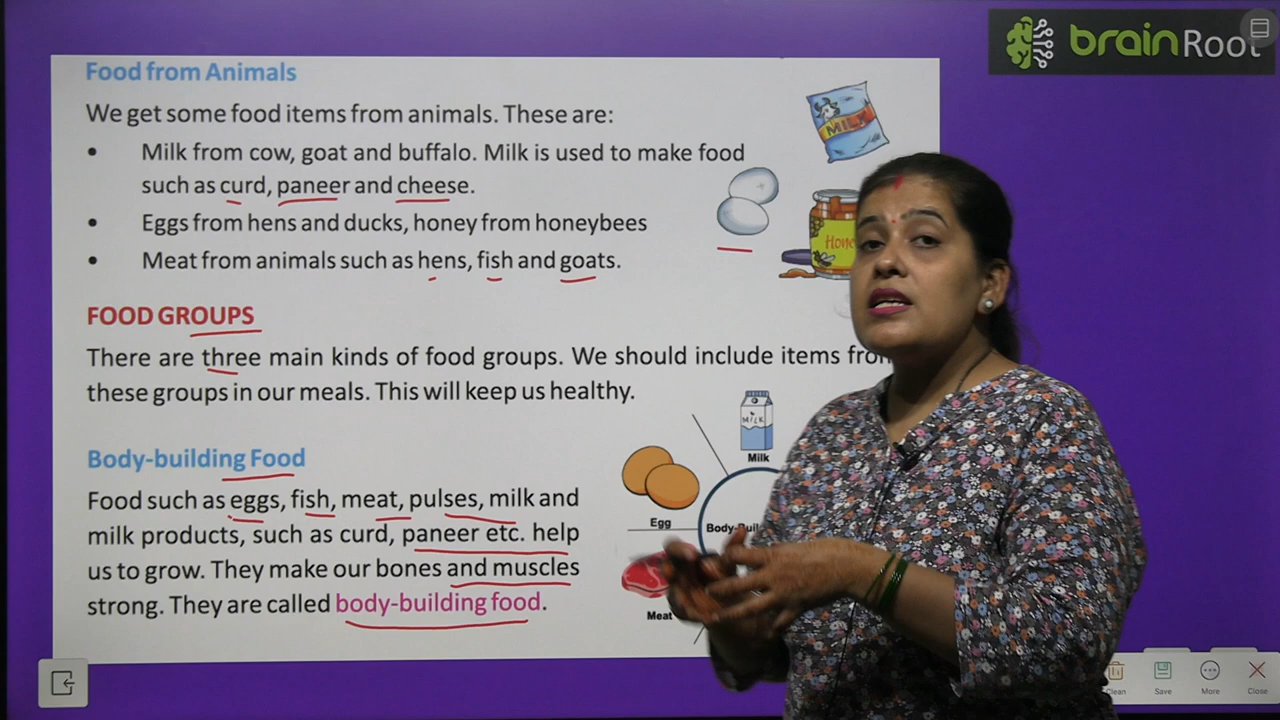 brainRoot
Food from Animals
We get some food items from animals. These are:
• Milk from cow, goat and buffalo. Milk is used to make food
such as curd, paneer and cheese.
• Eggs from hens and ducks, honey from honeybees
• Meat from animals such as hens, fish and goats.
MILK
Hone
FOOD GROUPS
There are three main kinds of food groups. We should include items from
these groups in our meals. This will keep us healthy.
Body-building Food
Food such as eggs, fish, meat, pulses, milk and
milk products, such as curd, paneer etc. help
us to grow. They make our bones and muscles
strong. They are called body-building food.
MILK
Milk
Egg
Body-Buil
Meat
Clean Save More Close